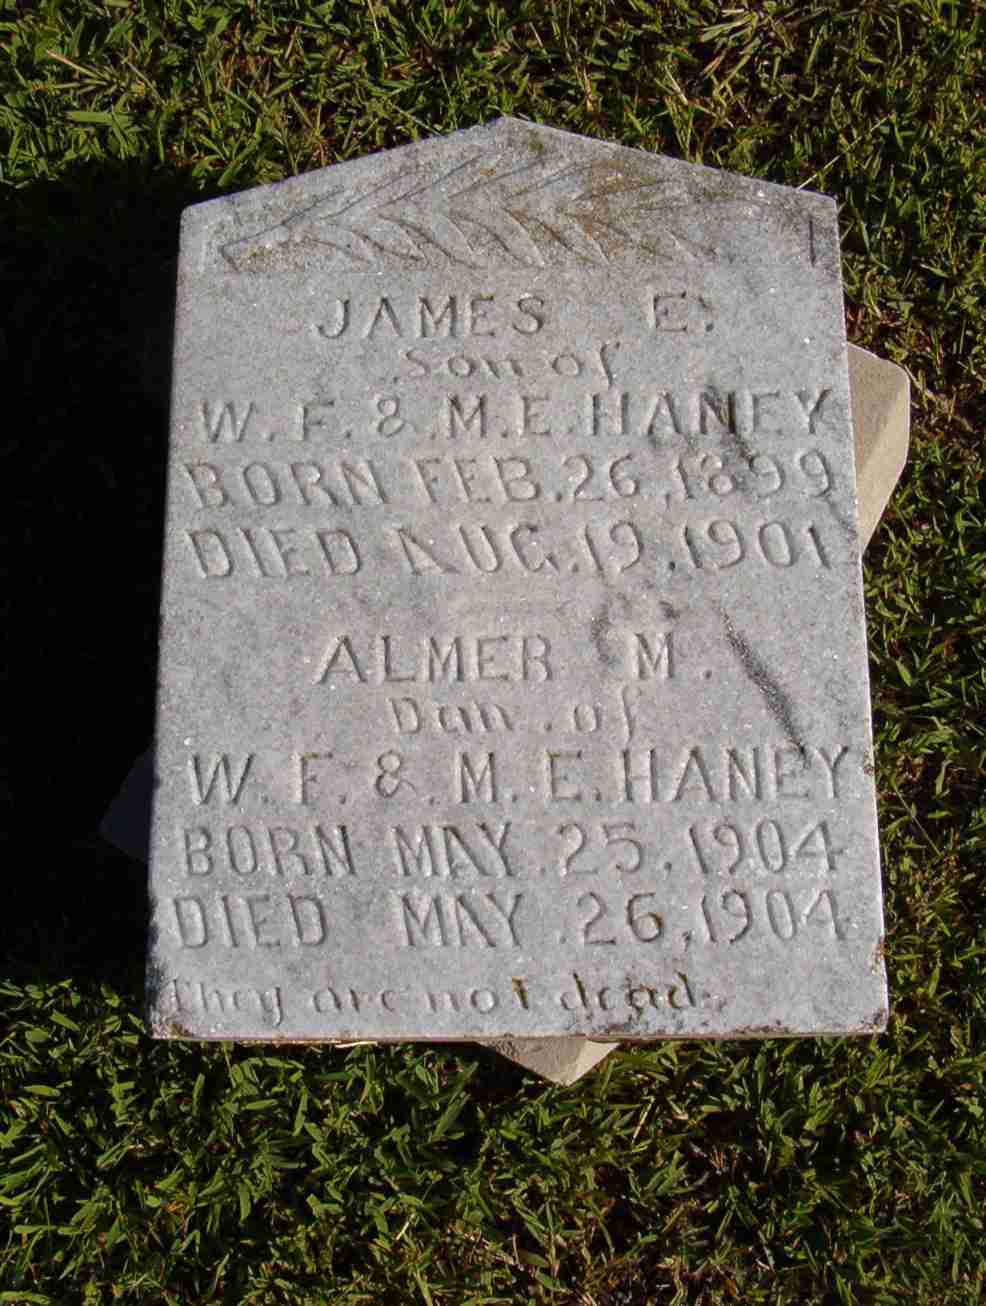 JAMES E.
Son of
W. F. & M. E. HANEY
BORN FEB. 26, 1899
DIED AUG. 19, 1901
ALMER M.
Dau. of
W. F. & M. E. HANEY
BORN MAY 25, 1904
DIED MAY 26, 1904
They are not dead.